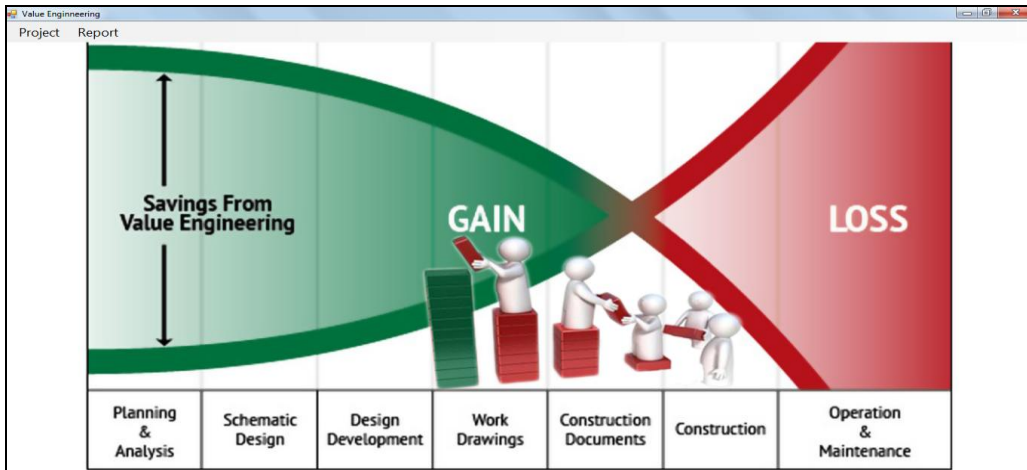 Value Enginneering
Project Report
Savings From
Value Engineering
GAIN
LOSS
Planning
&
Analysis
Schematic
Design
Design
Development
Work
Drawings
Construction
Documents
Construction
Operation
&
Maintenance